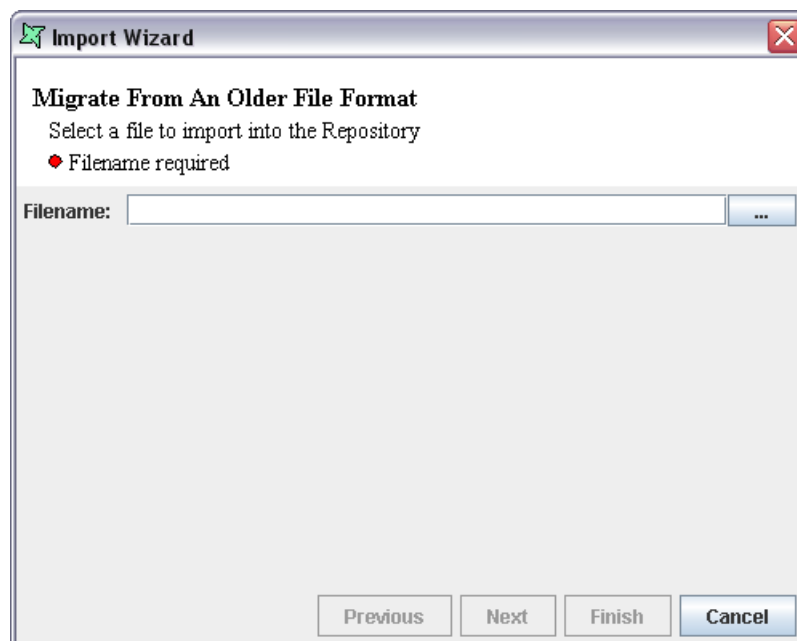 Import Wizard
Migrate From An Older File Format
Select a file to import into the Repository
Filename required
Filename: ...
Previous Next Finish Cancel